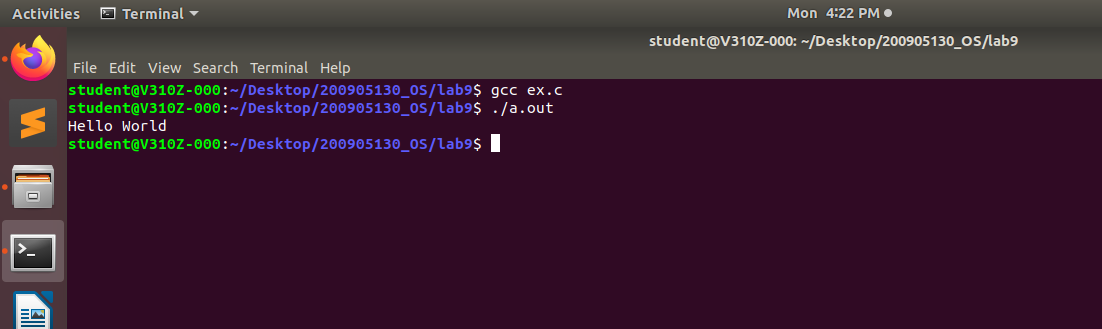 Activities Terminal Mon 4:22 PM
student@V310Z-000: ~/Desktop/200905130_OS/lab9
File Edit View Search Terminal Help
student@V310Z-000:~/Desktop/200905130_OS/lab9$ gcc ex.c
student@V310Z-000:~/Desktop/200905130_OS/lab9$ ./a.out
Hello World
student@V310Z-000:~/Desktop/200905130_OS/lab9$